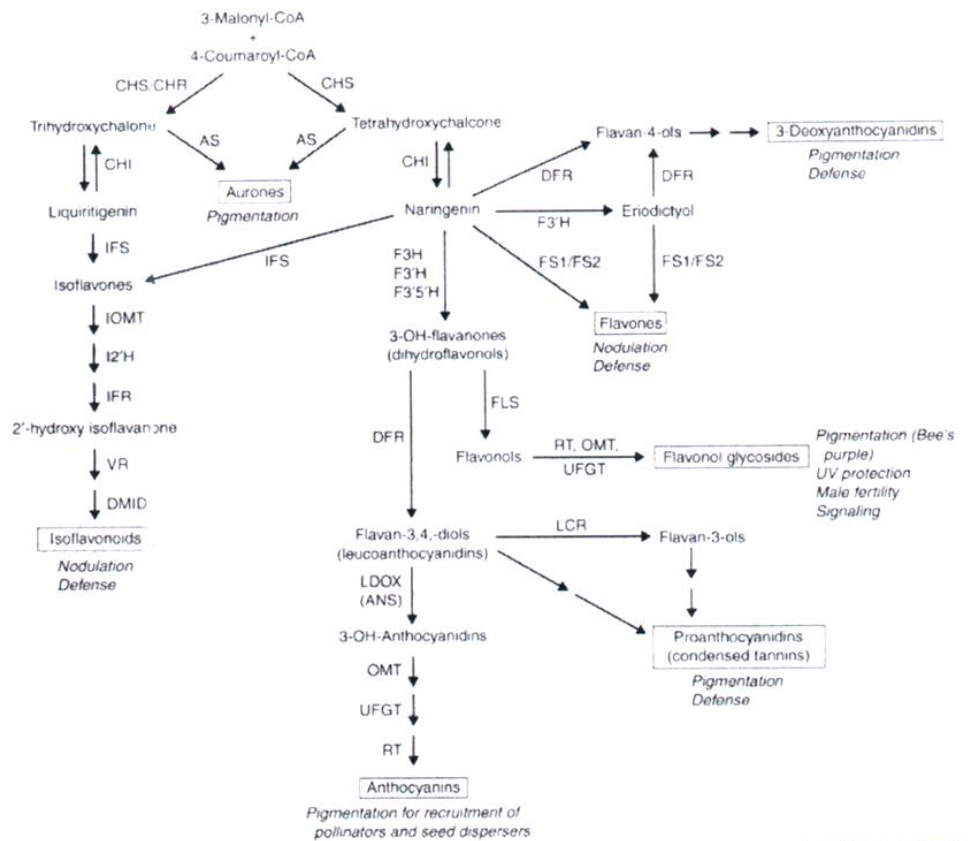 3-Malonyl-CoA
+
4-Coumaroyl-CoA
CHS/CHR
CHS
Trihydroxychalone
AS
AS
Tetrahydroxychalcone
Flavan-4-ols
3-Deoxyanthocyanidins
Pigmentation
Defense
CHI
Aurones
Pigmentation
CHI
DFR
DFR
Liquiritigenin
Naringenin
F3'H
Eriodictyol
IFS
IFS
F3H
F3'H
F3'5'H
FS1/FS2
FS1/FS2
Isoflavones
Flavones
Nodulation
Defense
IOMT
I2'H
IFR
3-OH-flavanones
(dihydroflavonols)
2'-hydroxy isoflavanone
DFR
FLS
VR
Flavonols
RT, OMT,
UFGT
Flavonol glycosides
Pigmentation (Bee's
purple)
UV protection
Male fertility
Signaling
DMID
Isoflavonoids
Nodulation
Defense
Flavan-3,4,-diols
(leucoanthocyanidins)
LCR
Flavan-3-ols
LDOX
(ANS)
3-OH-Anthocyanidins
Proanthocyanidins
(condensed tannins)
Pigmentation
Defense
OMT
UFGT
RT
Anthocyanins
Pigmentation for recruitment of
pollinators and seed dispersers